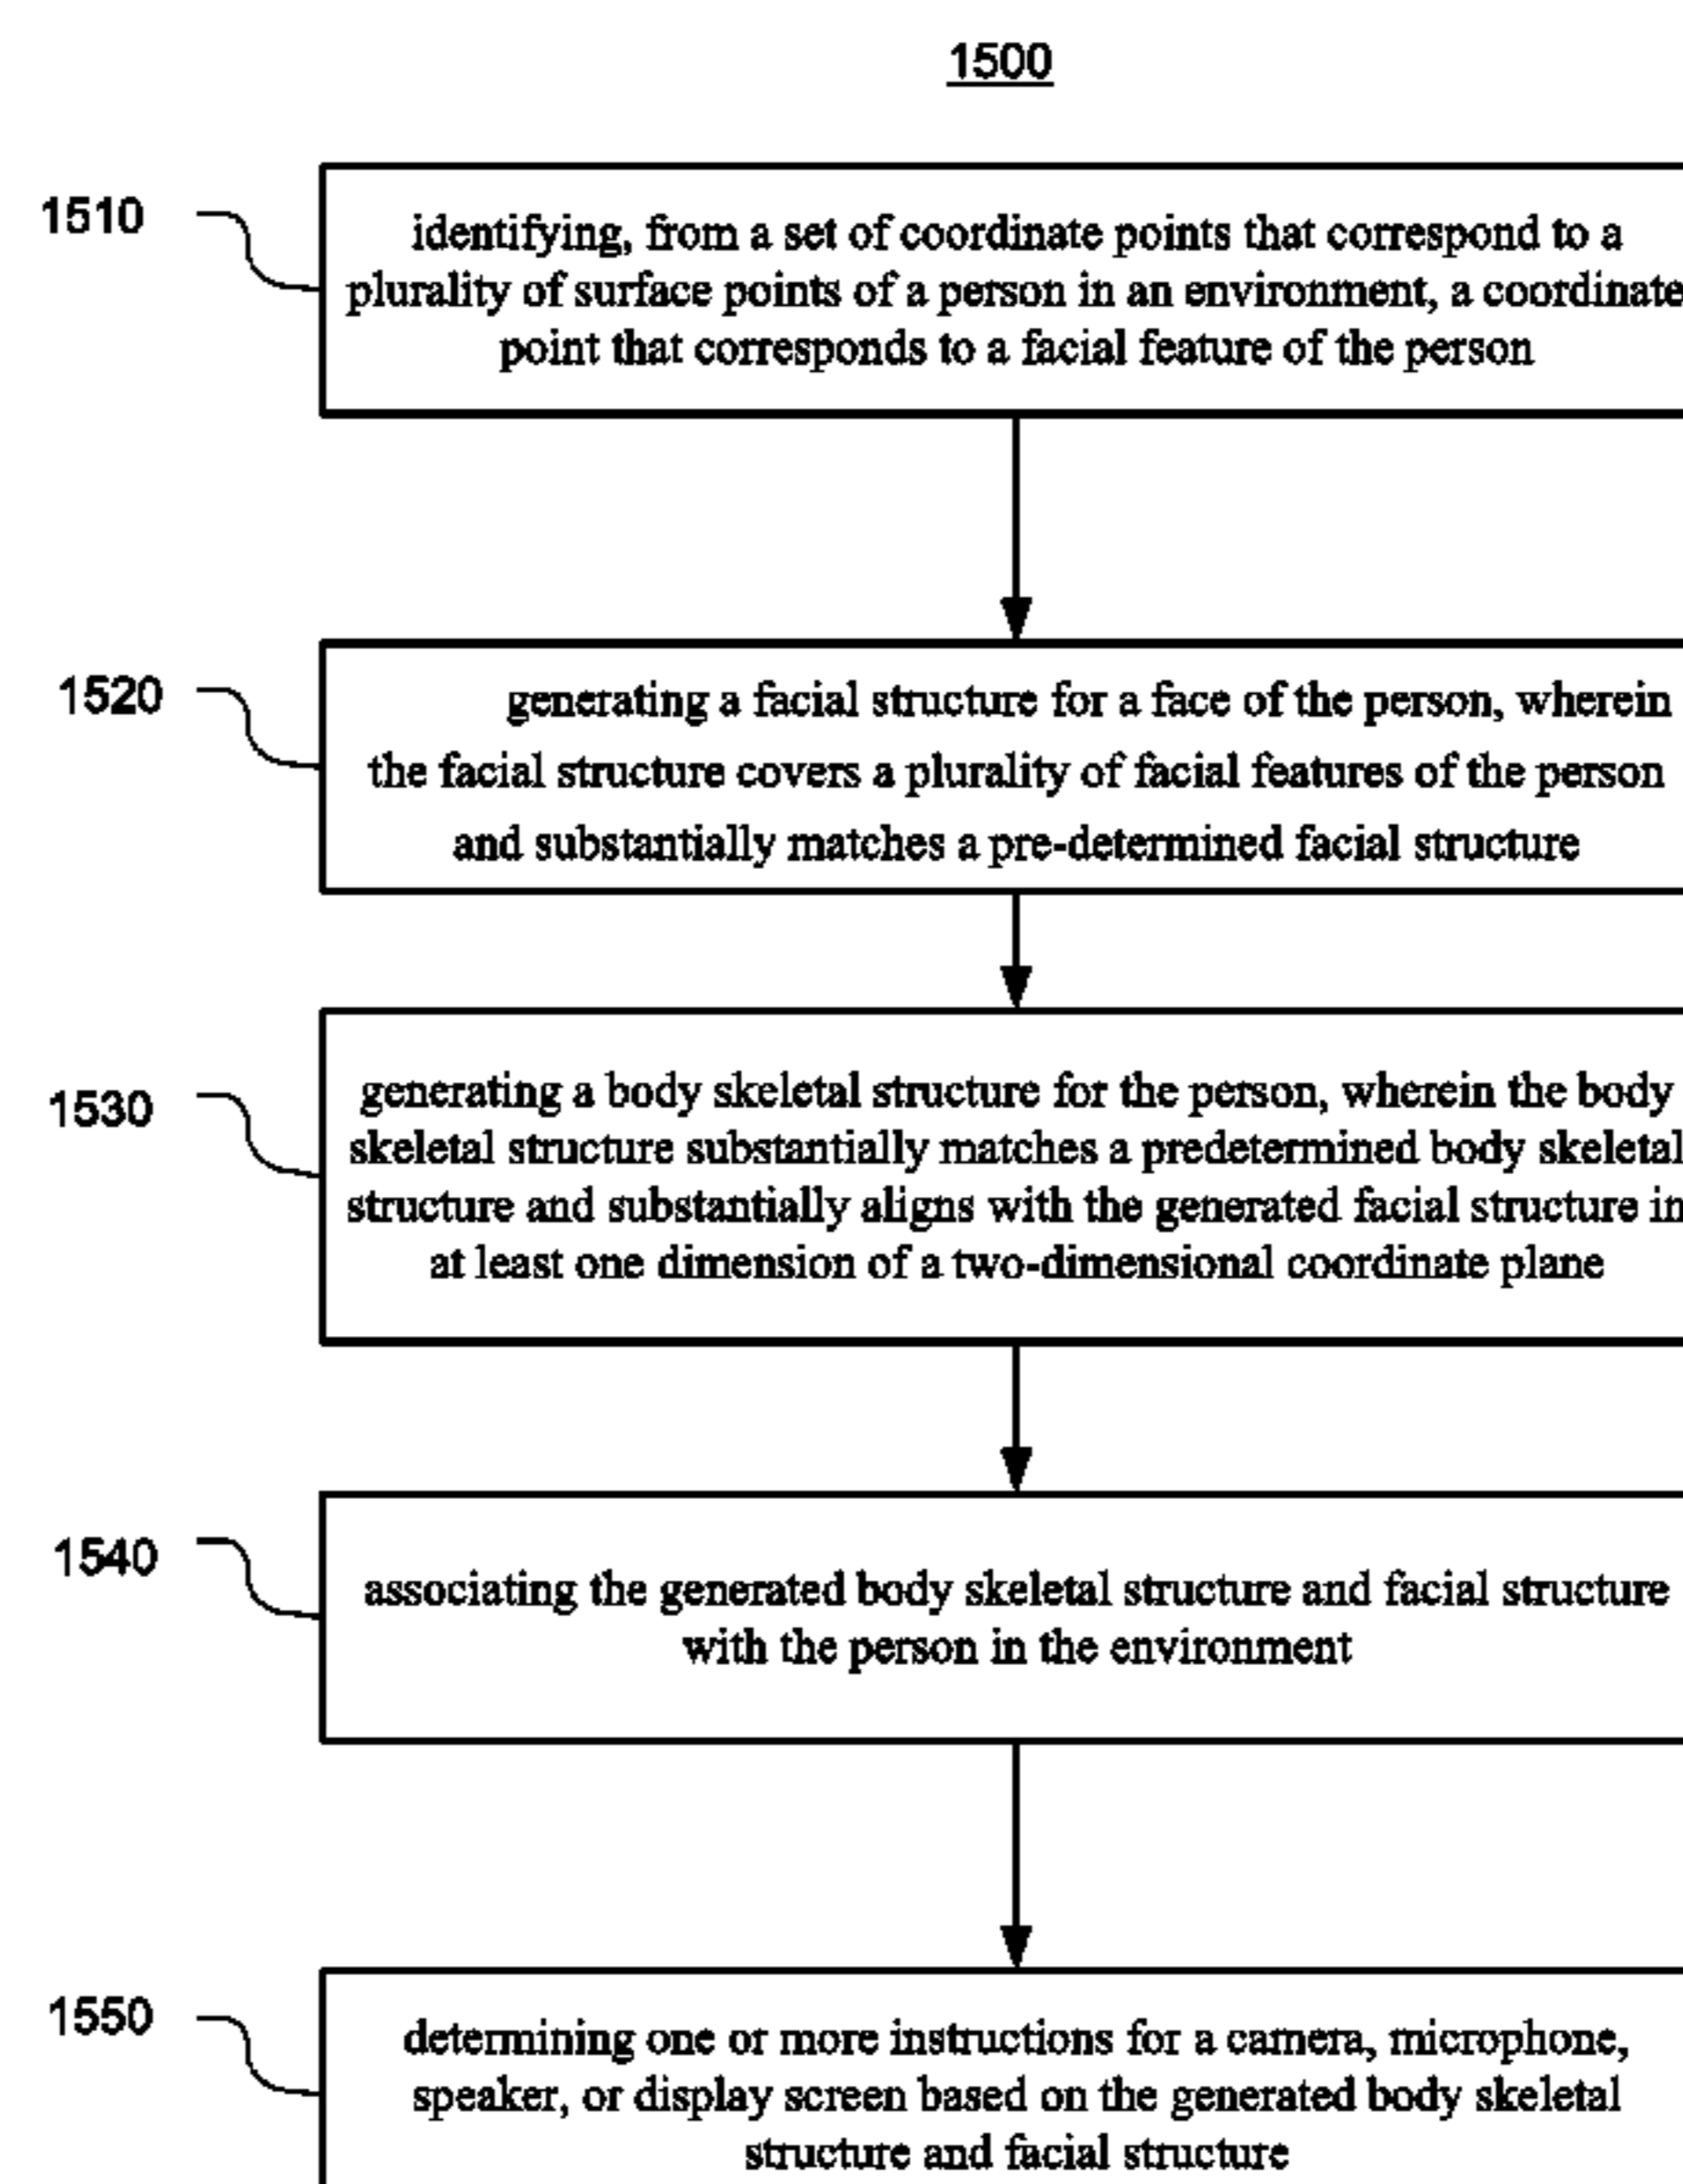 1500
1510
identifying, from a set of coordinate points that correspond to a
plurality of surface points of a person in an environment, a coordinate
point that corresponds to a facial feature of the person
1520
generating a facial structure for a face of the person, wherein
the facial structure covers a plurality of facial features of the person
and substantially matches a pre-determined facial structure
1530
generating a body skeletal structure for the person, wherein the body
skeletal structure substantially matches a predetermined body skeletal
structure and substantially aligns with the generated facial structure in
at least one dimension of a two-dimensional coordinate plane
1540
associating the generated body skeletal structure and facial structure
with the person in the environment
1550
determining one or more instructions for a camera, microphone,
speaker, or display screen based on the generated body skeletal
structure and facial structure